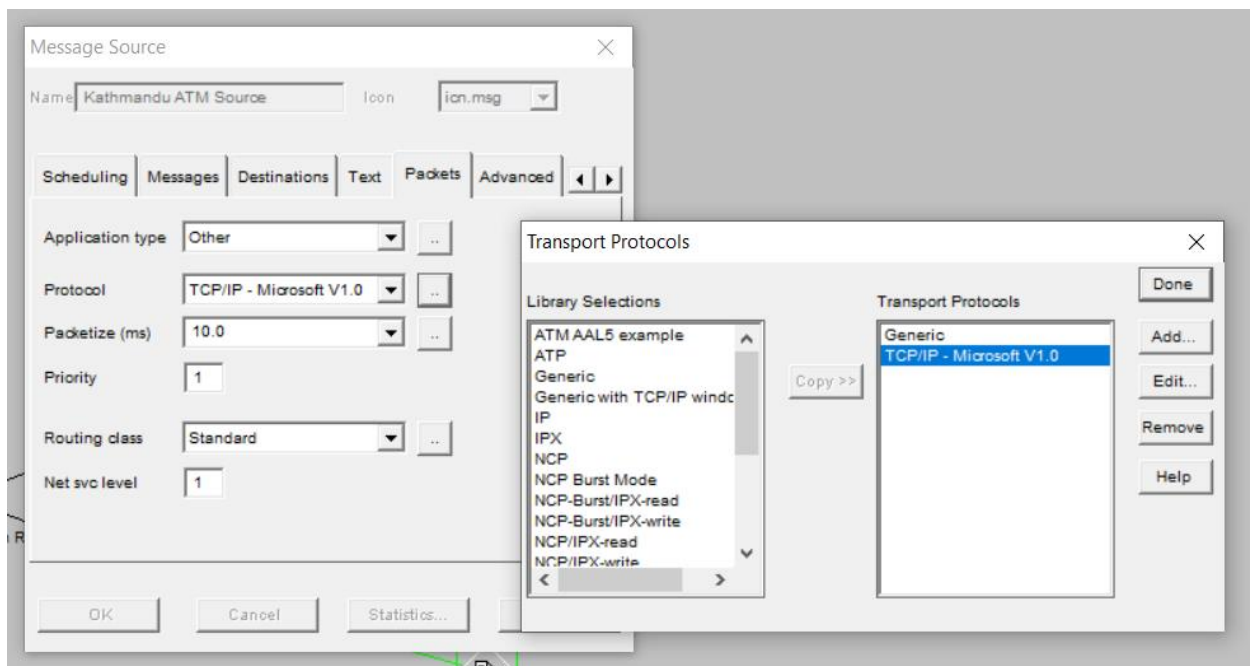 Message Source
Name Kathmandu ATM Source Icon icn.msg
Scheduling Messages Destinations Text Packets Advanced
Application type Other ..
Protocol TCP/IP - Microsoft V1.0 ..
Packetize (ms) 10.0 ..
Priority 1
Routing class Standard ..
Net svc level 1
OK Cancel Statistics...
Transport Protocols
Library Selections
ATM AAL5 example
ATP
Generic
Generic with TCP/IP windc
IP
IPX
NCP
NCP Burst Mode
NCP-Burst/IPX-read
NCP-Burst/IPX-write
NCP/IPX-read
NCP/IPX-write
Copy >>
Transport Protocols
Generic
TCP/IP - Microsoft V1.0
Done
Add...
Edit...
Remove
Help